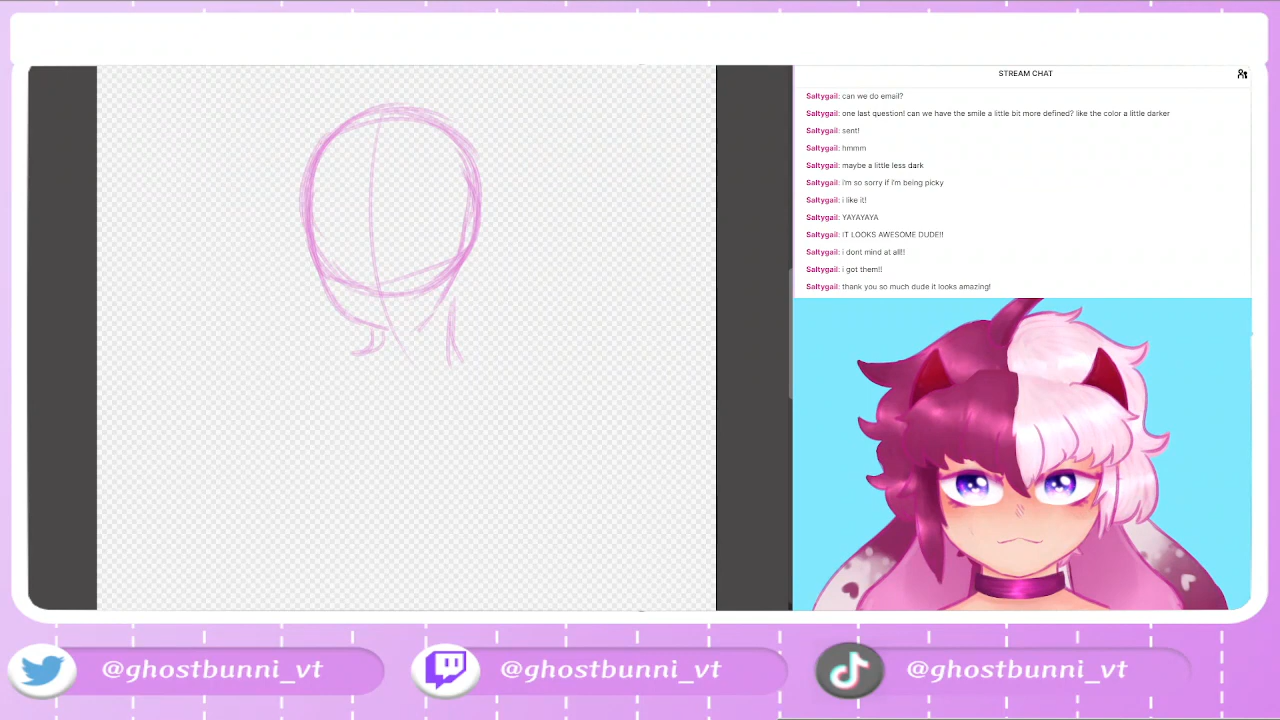 STREAM CHAT
Saltygail: can we do email?
Saltygail: one last question! can we have the smile a little bit more defined? like the color a little darker
Saltygail: sent!
Saltygail: hmmm
Saltygail: maybe a little less dark
Saltygail: i'm so sorry if i'm being picky
Saltygail: i like it!
Saltygail: YAYAYAYA
Saltygail: IT LOOKS AWESOME DUDE!!
Saltygail: i dont mind at all!!
Saltygail: i got them!!
Saltygail: thank you so much dude it looks amazing!
@ghostbunni_vt
@ghostbunni_vt
@ghostbunni_vt